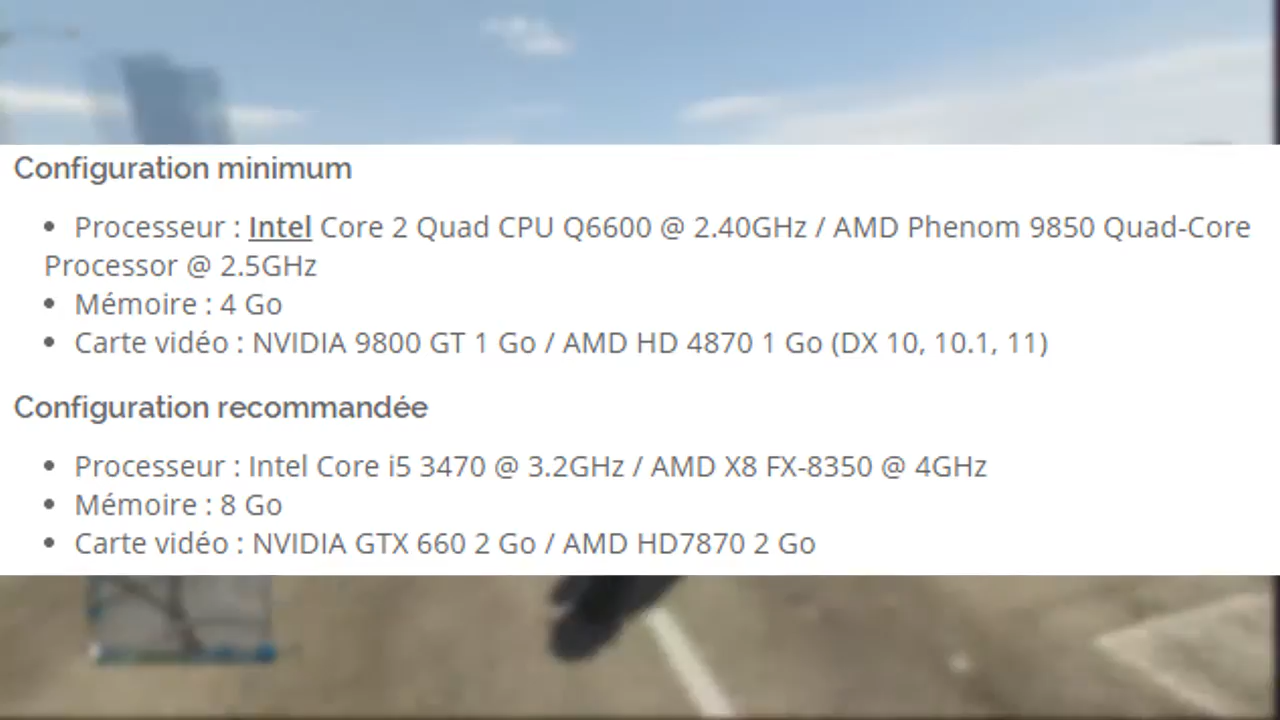 Configuration minimum
• Processeur : Intel Core 2 Quad CPU Q6600 @ 2.40GHz / AMD Phenom 9850 Quad-Core
Processor @ 2.5GHz
• Mémoire : 4 Go
• Carte vidéo : NVIDIA 9800 GT 1 Go / AMD HD 4870 1 Go (DX 10, 10.1, 11)
Configuration recommandée
• Processeur : Intel Core i5 3470 @ 3.2GHz / AMD X8 FX-8350 @ 4GHz
• Mémoire : 8 Go
• Carte vidéo : NVIDIA GTX 660 2 Go / AMD HD7870 2 Go